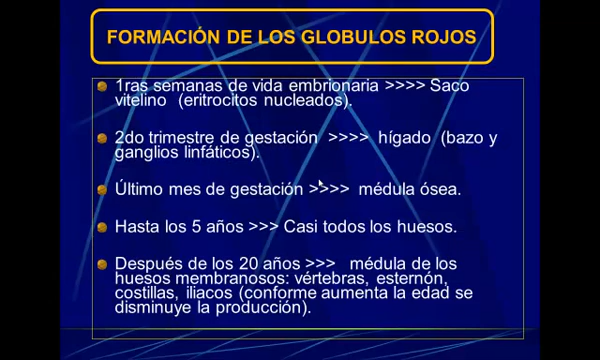 FORMACIÓN DE LOS GLOBULOS ROJOS
1ras semanas de vida embrionaria >>>> Saco
vitelino (eritrocitos nucleados).
2do trimestre de gestación >>>> hígado (bazo y
ganglios linfáticos).
Último mes de gestación >>>> médula ósea.
Hasta los 5 años >>> Casi todos los huesos.
Después de los 20 años >>> médula de los
huesos membranosos: vértebras, esternón,
costillas, iliacos (conforme aumenta la edad se
disminuye la producción).